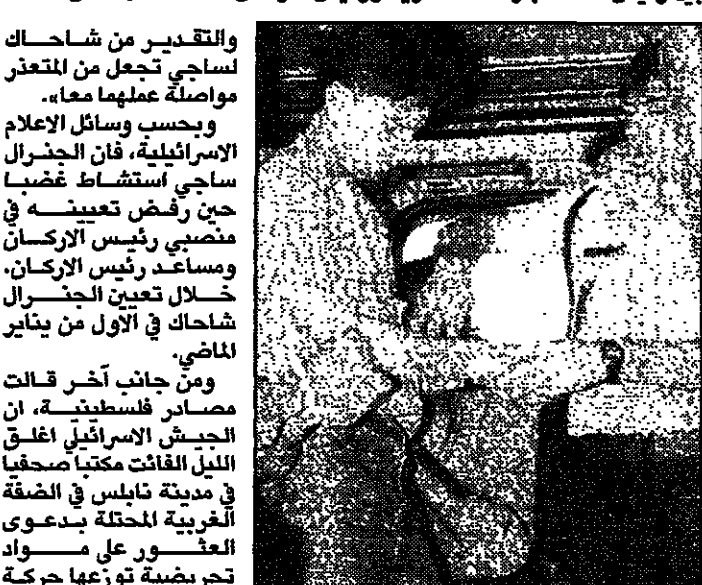 والتقدير من شاحاك
لساجي تجعل من المتعذر
مواصلة عملهما معا».
وبحسب وسائل الاعلام
الاسرائيلية، فان الجنرال
ساجي استشاط غضبا
حين رفض تعيينه في
منصبي رئيس الاركان
ومساعد رئيس الاركان.
خلال تعيين الجنرال
شاحاك في الاول من يناير
الماضي.
ومن جانب آخر قالت
مصادر فلسطينية، ان
الجيش الاسرائيلي اغلق
الليل الفائت مكتبا صحفيا
في مدينة نابلس في الضفة
الغربية المحتلة بدعوى
العثور على مواد
تحريضية توزعها حركة